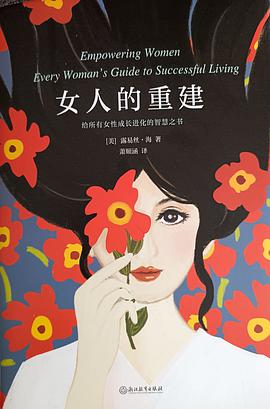 Empowering Women
Every Woman's Guide to Successful Living
女人的重建
给所有女性成长进化的智慧之书
[美] 露易丝·海 著
萧顺涵 译
浙江教育出版社